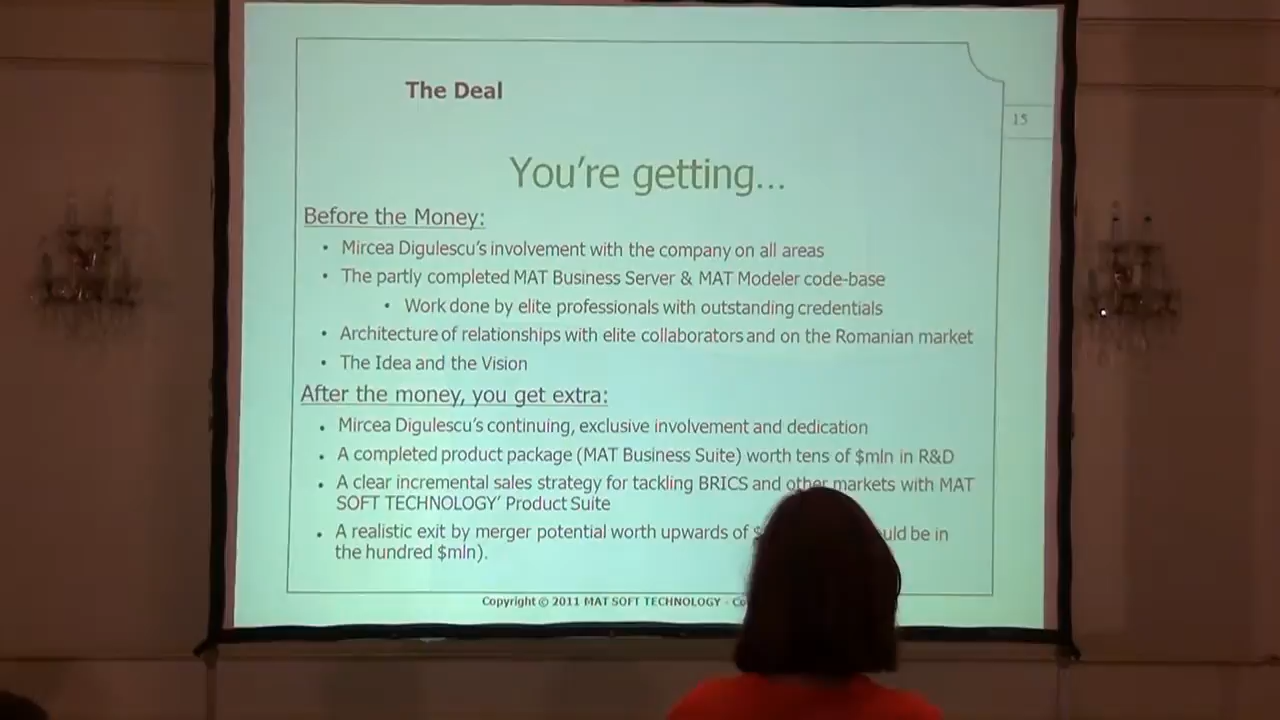 The Deal
15
You're getting...
Before the Money:
• Mircea Digulescu's involvement with the company on all areas
• The partly completed MAT Business Server & MAT Modeler code-base
• Work done by elite professionals with outstanding credentials
• Architecture of relationships with elite collaborators and on the Romanian market
• The Idea and the Vision
After the money, you get extra:
• Mircea Digulescu's continuing, exclusive involvement and dedication
• A completed product package (MAT Business Suite) worth tens of $mln in R&D
• A clear incremental sales strategy for tackling BRICS and other markets with MAT
SOFT TECHNOLOGY' Product Suite
• A realistic exit by merger potential worth upwards of be in
the hundred $mln).
Copyright © 2011 MAT SOFT TECHNOLOGY -